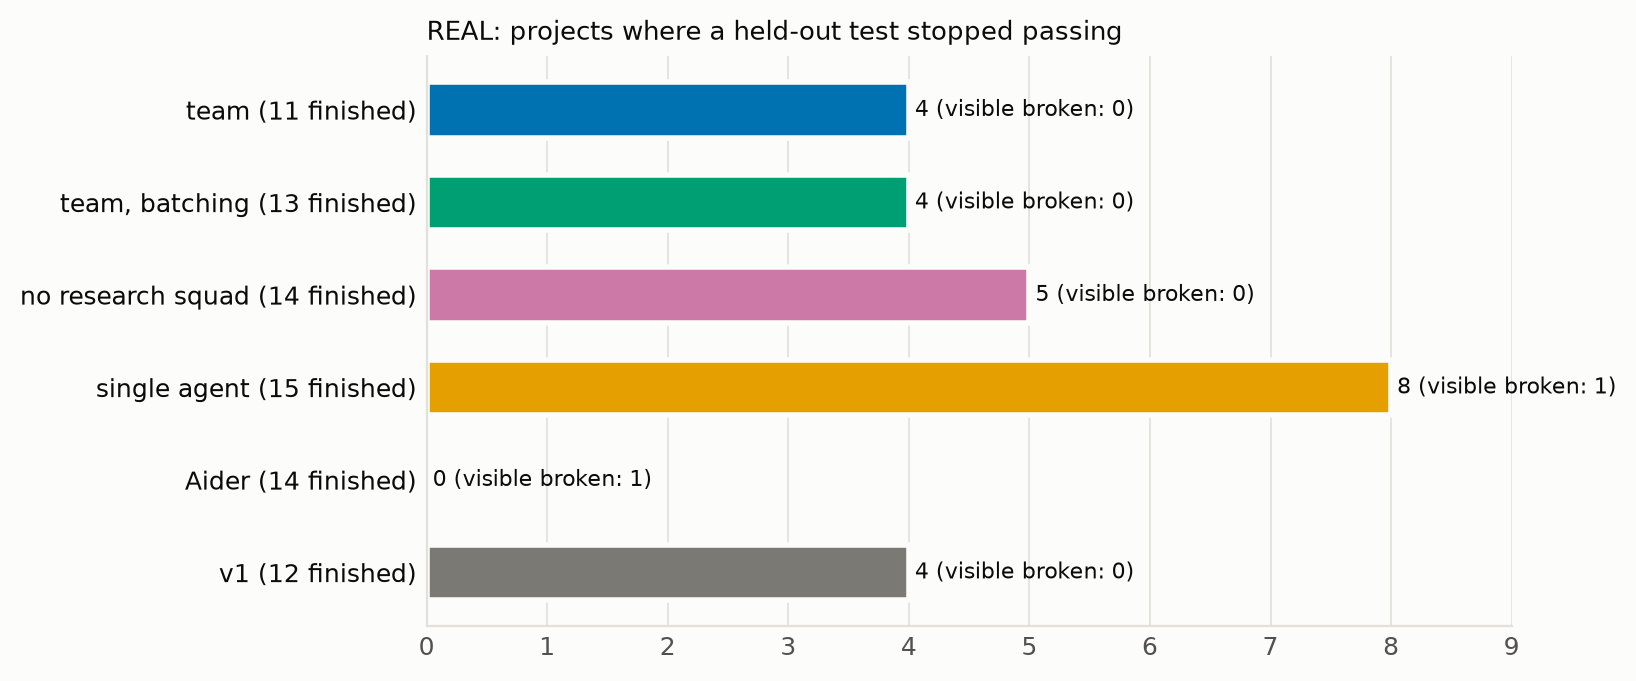 REAL: projects where a held-out test stopped passing
team (11 finished) 4 (visible broken: 0)
team, batching (13 finished) 4 (visible broken: 0)
no research squad (14 finished) 5 (visible broken: 0)
single agent (15 finished) 8 (visible broken: 1)
Aider (14 finished) 0 (visible broken: 1)
v1 (12 finished) 4 (visible broken: 0)
0 1 2 3 4 5 6 7 8 9